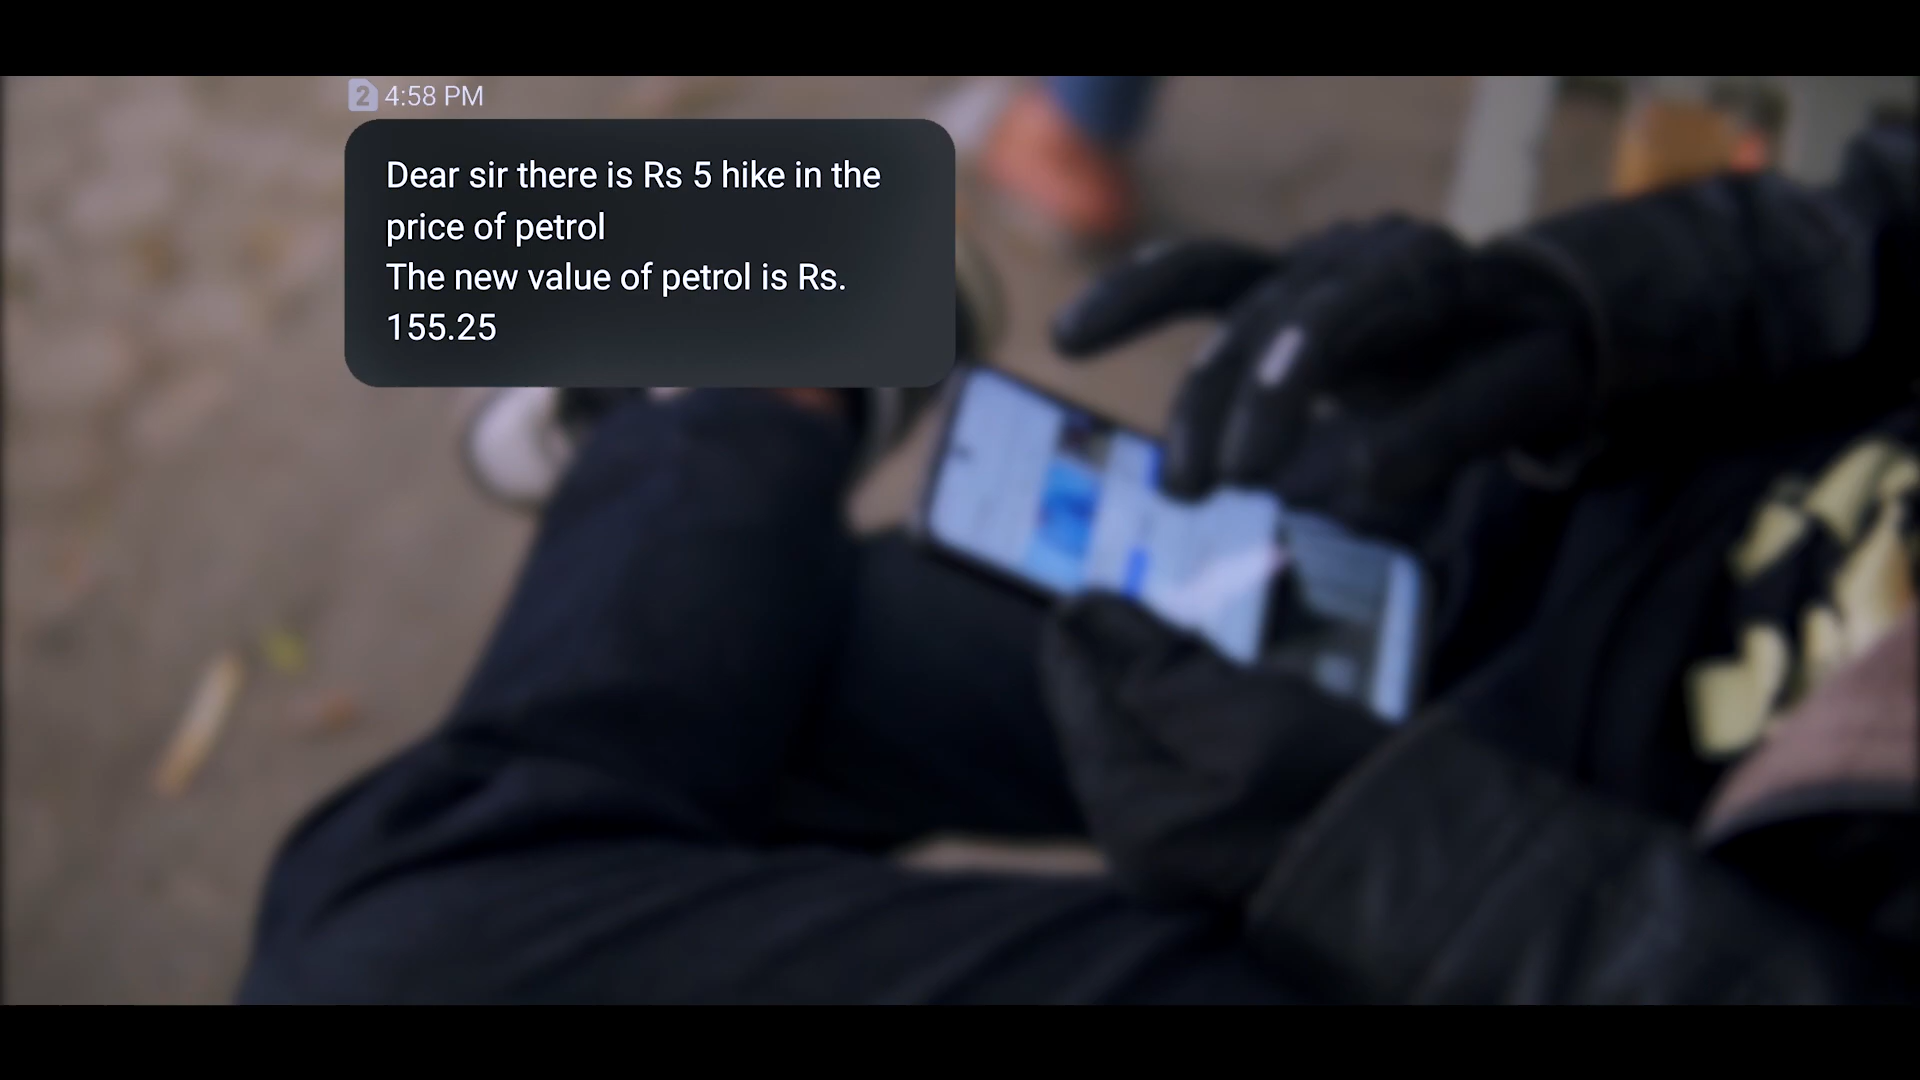 2 4:58 PM
Dear sir there is Rs 5 hike in the
price of petrol
The new value of petrol is Rs.
155.25